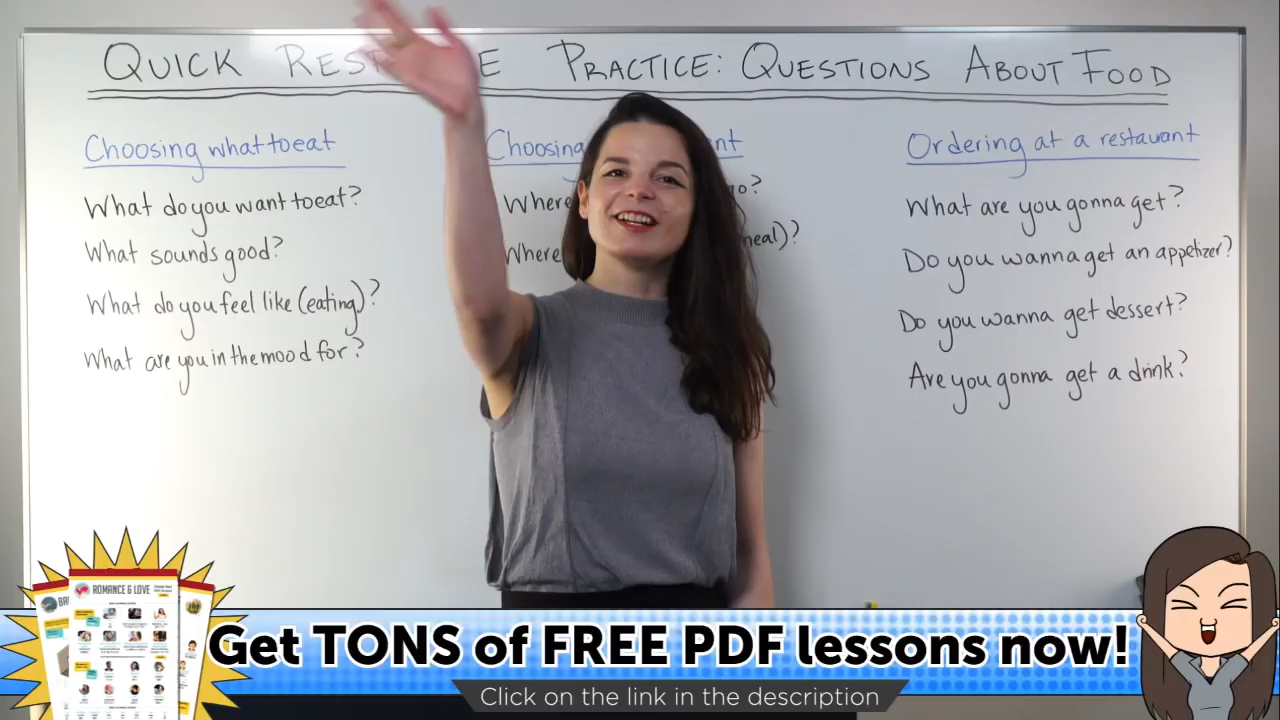 QUICK RES E PRACTICE: QUESTIONS ABOUT FOOD
Choosing what to eat
What do you want to eat?
What sounds good?
What do you feel like (eating)?
What are you in the mood for?
Choosing nt
Where go?
Where meal)?
Ordering at a restaurant
What are you gonna get?
Do you wanna get an appetizer?
Do you wanna get dessert?
Are you gonna get a drink?
ROMANCE & LOVE
Get TONS of FREE PDF lessons now!
Click on the link in the description